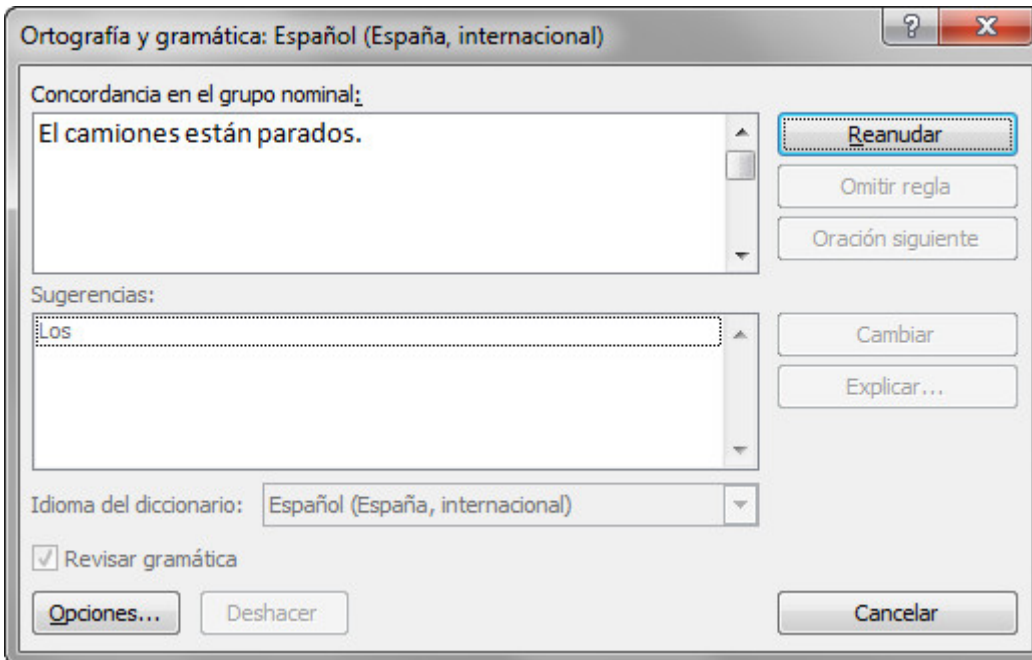 Ortografía y gramática: Español (España, internacional)
Concordancia en el grupo nominal:
El camiones están parados.
Reanudar
Omitir regla
Oración siguiente
Sugerencias:
Los
Cambiar
Explicar...
Idioma del diccionario: Español (España, internacional)
Revisar gramática
Opciones... Deshacer Cancelar